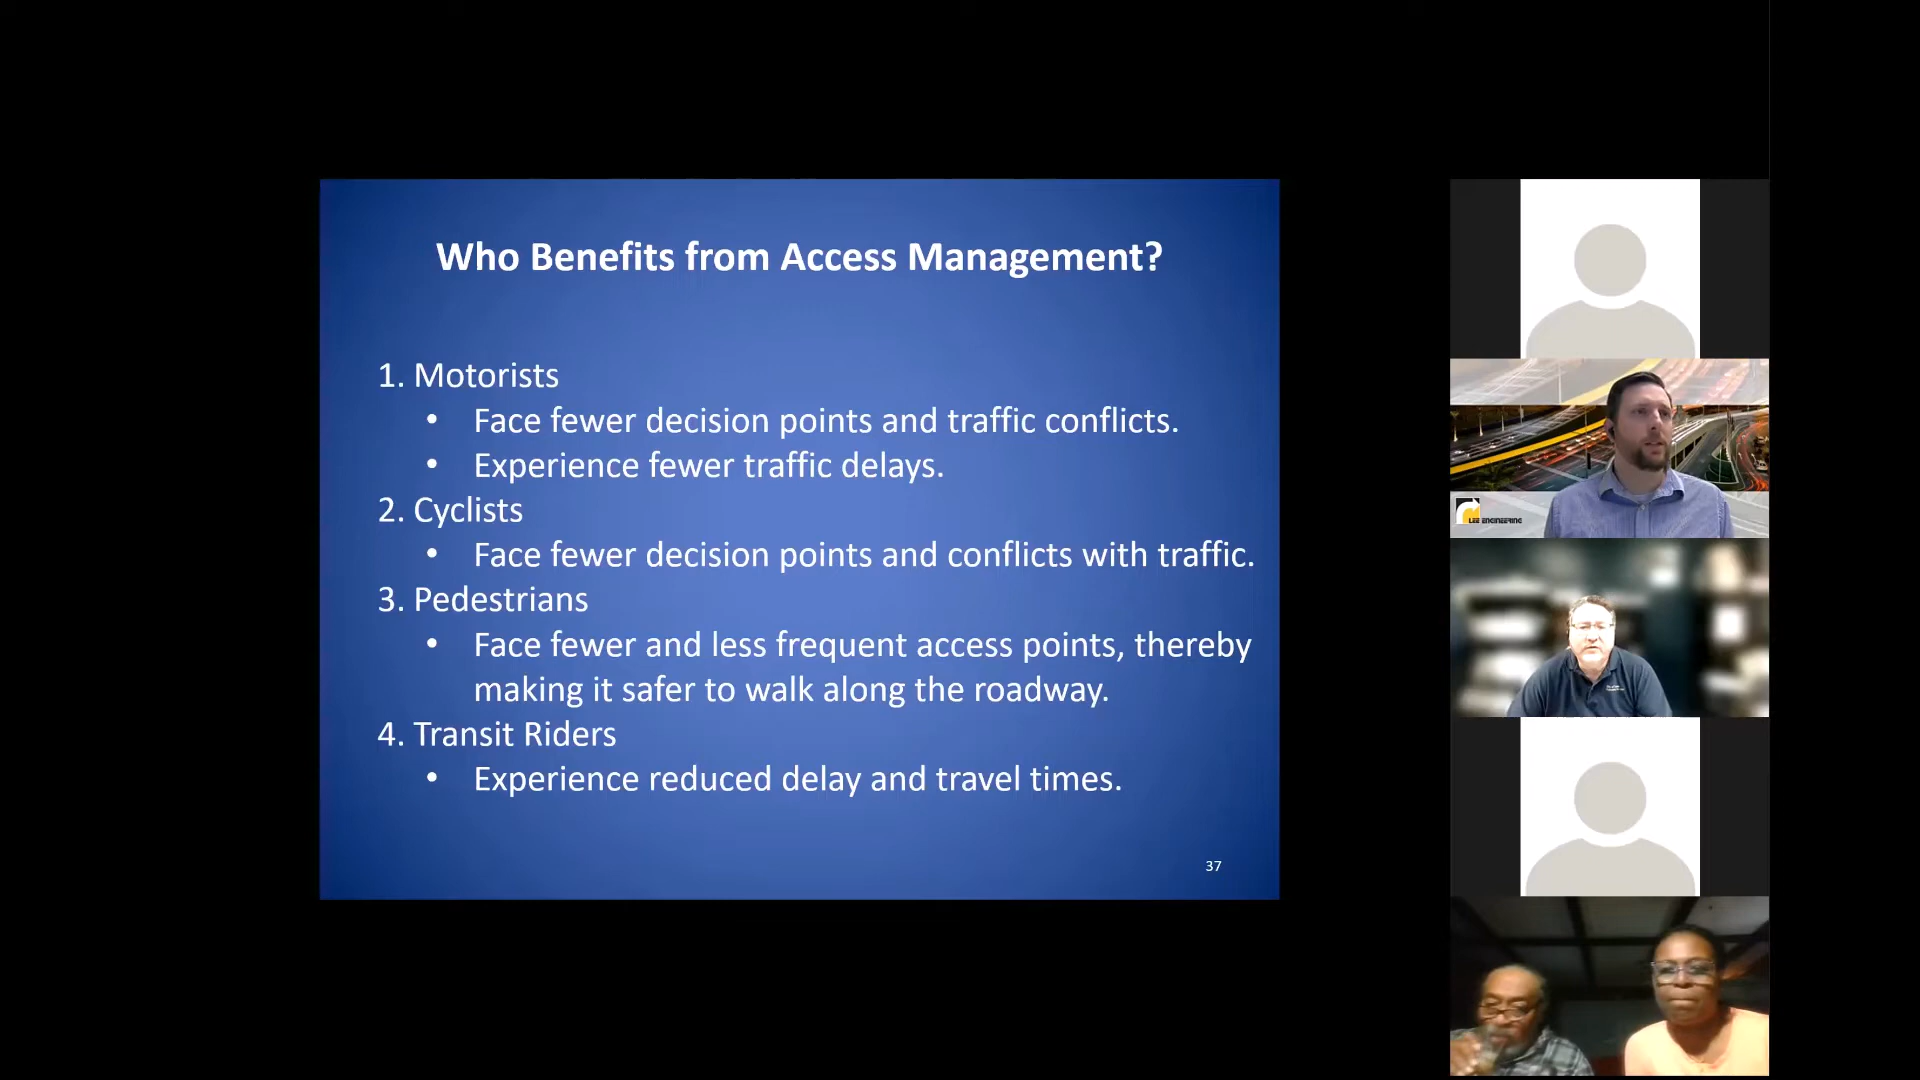 Who Benefits from Access Management?
1. Motorists
• Face fewer decision points and traffic conflicts.
• Experience fewer traffic delays.
2. Cyclists
• Face fewer decision points and conflicts with traffic.
3. Pedestrians
• Face fewer and less frequent access points, thereby
making it safer to walk along the roadway.
4. Transit Riders
• Experience reduced delay and travel times.
37
LEE ENGINEERING